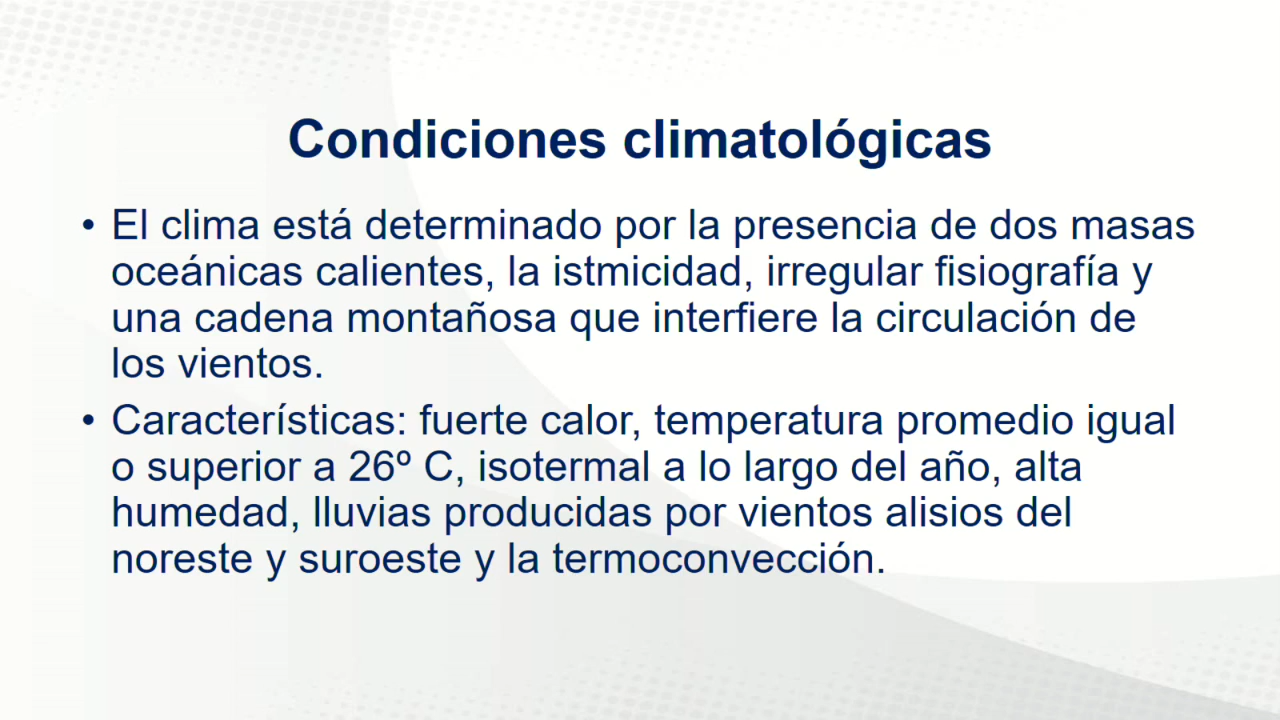 Condiciones climatológicas
• El clima está determinado por la presencia de dos masas
oceánicas calientes, la istmicidad, irregular fisiografía y
una cadena montañosa que interfiere la circulación de
los vientos.
• Características: fuerte calor, temperatura promedio igual
o superior a 26º C, isotermal a lo largo del año, alta
humedad, lluvias producidas por vientos alisios del
noreste y suroeste y la termoconvección.